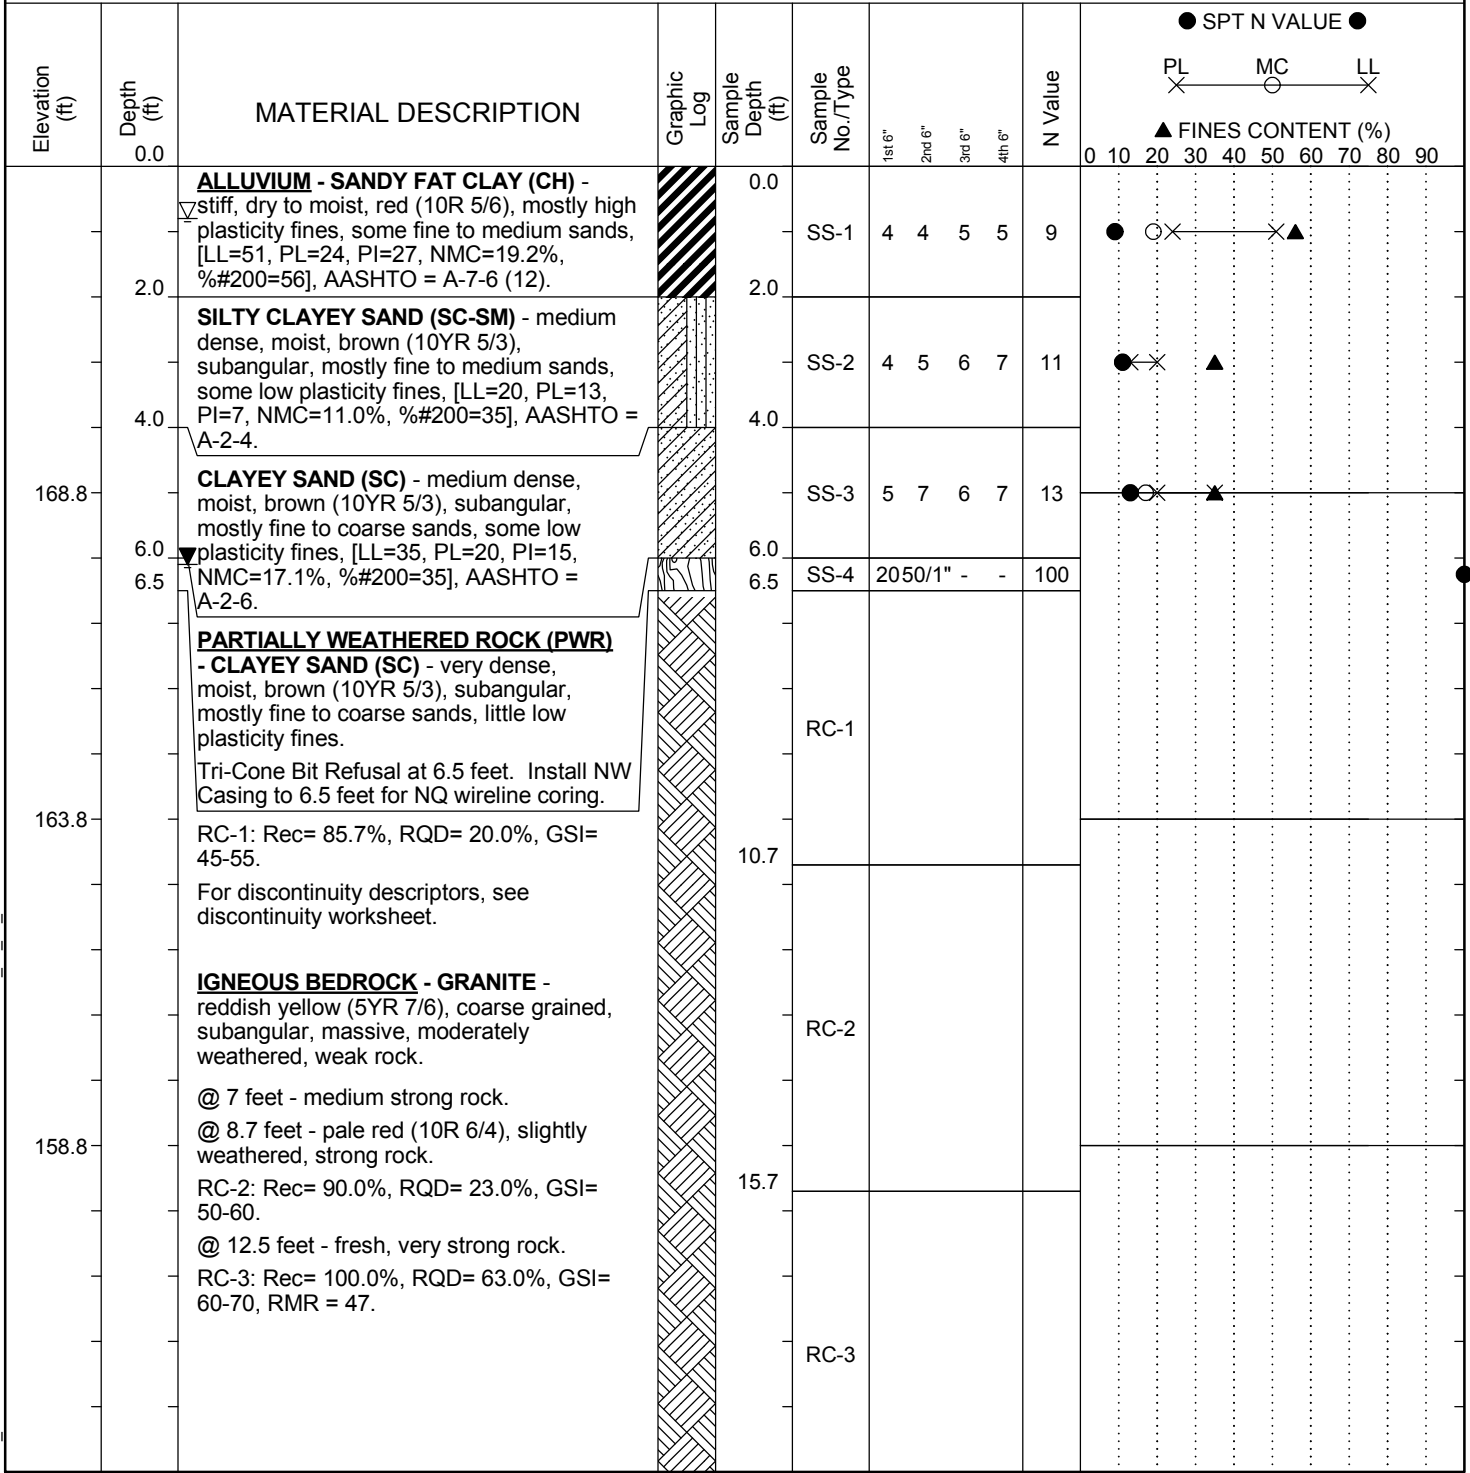 ● SPT N VALUE ●
PL MC LL
▲ FINES CONTENT (%)
0 10 20 30 40 50 60 70 80 90
Elevation (ft)
Depth (ft)
0.0
MATERIAL DESCRIPTION
Graphic Log
Sample Depth (ft)
Sample No./Type
1st 6"
2nd 6"
3rd 6"
4th 6"
N Value
ALLUVIUM - SANDY FAT CLAY (CH) -
stiff, dry to moist, red (10R 5/6), mostly high
plasticity fines, some fine to medium sands,
[LL=51, PL=24, PI=27, NMC=19.2%,
%#200=56], AASHTO = A-7-6 (12).
0.0
SS-1 4 4 5 5 9
2.0
2.0
SILTY CLAYEY SAND (SC-SM) - medium
dense, moist, brown (10YR 5/3),
subangular, mostly fine to medium sands,
some low plasticity fines, [LL=20, PL=13,
PI=7, NMC=11.0%, %#200=35], AASHTO =
A-2-4.
SS-2 4 5 6 7 11
4.0
4.0
168.8
CLAYEY SAND (SC) - medium dense,
moist, brown (10YR 5/3), subangular,
mostly fine to coarse sands, some low
plasticity fines, [LL=35, PL=20, PI=15,
NMC=17.1%, %#200=35], AASHTO =
A-2-6.
SS-3 5 7 6 7 13
6.0
6.0
6.5
6.5
SS-4 20 50/1" - - 100
PARTIALLY WEATHERED ROCK (PWR)
- CLAYEY SAND (SC) - very dense,
moist, brown (10YR 5/3), subangular,
mostly fine to coarse sands, little low
plasticity fines.
Tri-Cone Bit Refusal at 6.5 feet. Install NW
Casing to 6.5 feet for NQ wireline coring.
RC-1
163.8
RC-1: Rec= 85.7%, RQD= 20.0%, GSI=
45-55.
10.7
For discontinuity descriptors, see
discontinuity worksheet.
IGNEOUS BEDROCK - GRANITE -
reddish yellow (5YR 7/6), coarse grained,
subangular, massive, moderately
weathered, weak rock.
RC-2
@ 7 feet - medium strong rock.
@ 8.7 feet - pale red (10R 6/4), slightly
weathered, strong rock.
158.8
RC-2: Rec= 90.0%, RQD= 23.0%, GSI=
50-60.
15.7
@ 12.5 feet - fresh, very strong rock.
RC-3: Rec= 100.0%, RQD= 63.0%, GSI=
60-70, RMR = 47.
RC-3